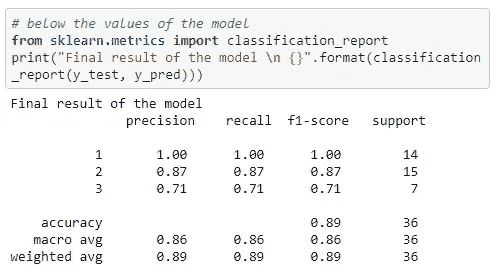 # below the values of the model
from sklearn.metrics import classification_report
print("Final result of the model \n {}".format(classification
_report(y_test, y_pred)))
Final result of the model
precision recall f1-score support
1 1.00 1.00 1.00 14
2 0.87 0.87 0.87 15
3 0.71 0.71 0.71 7
accuracy 0.89 36
macro avg 0.86 0.86 0.86 36
weighted avg 0.89 0.89 0.89 36